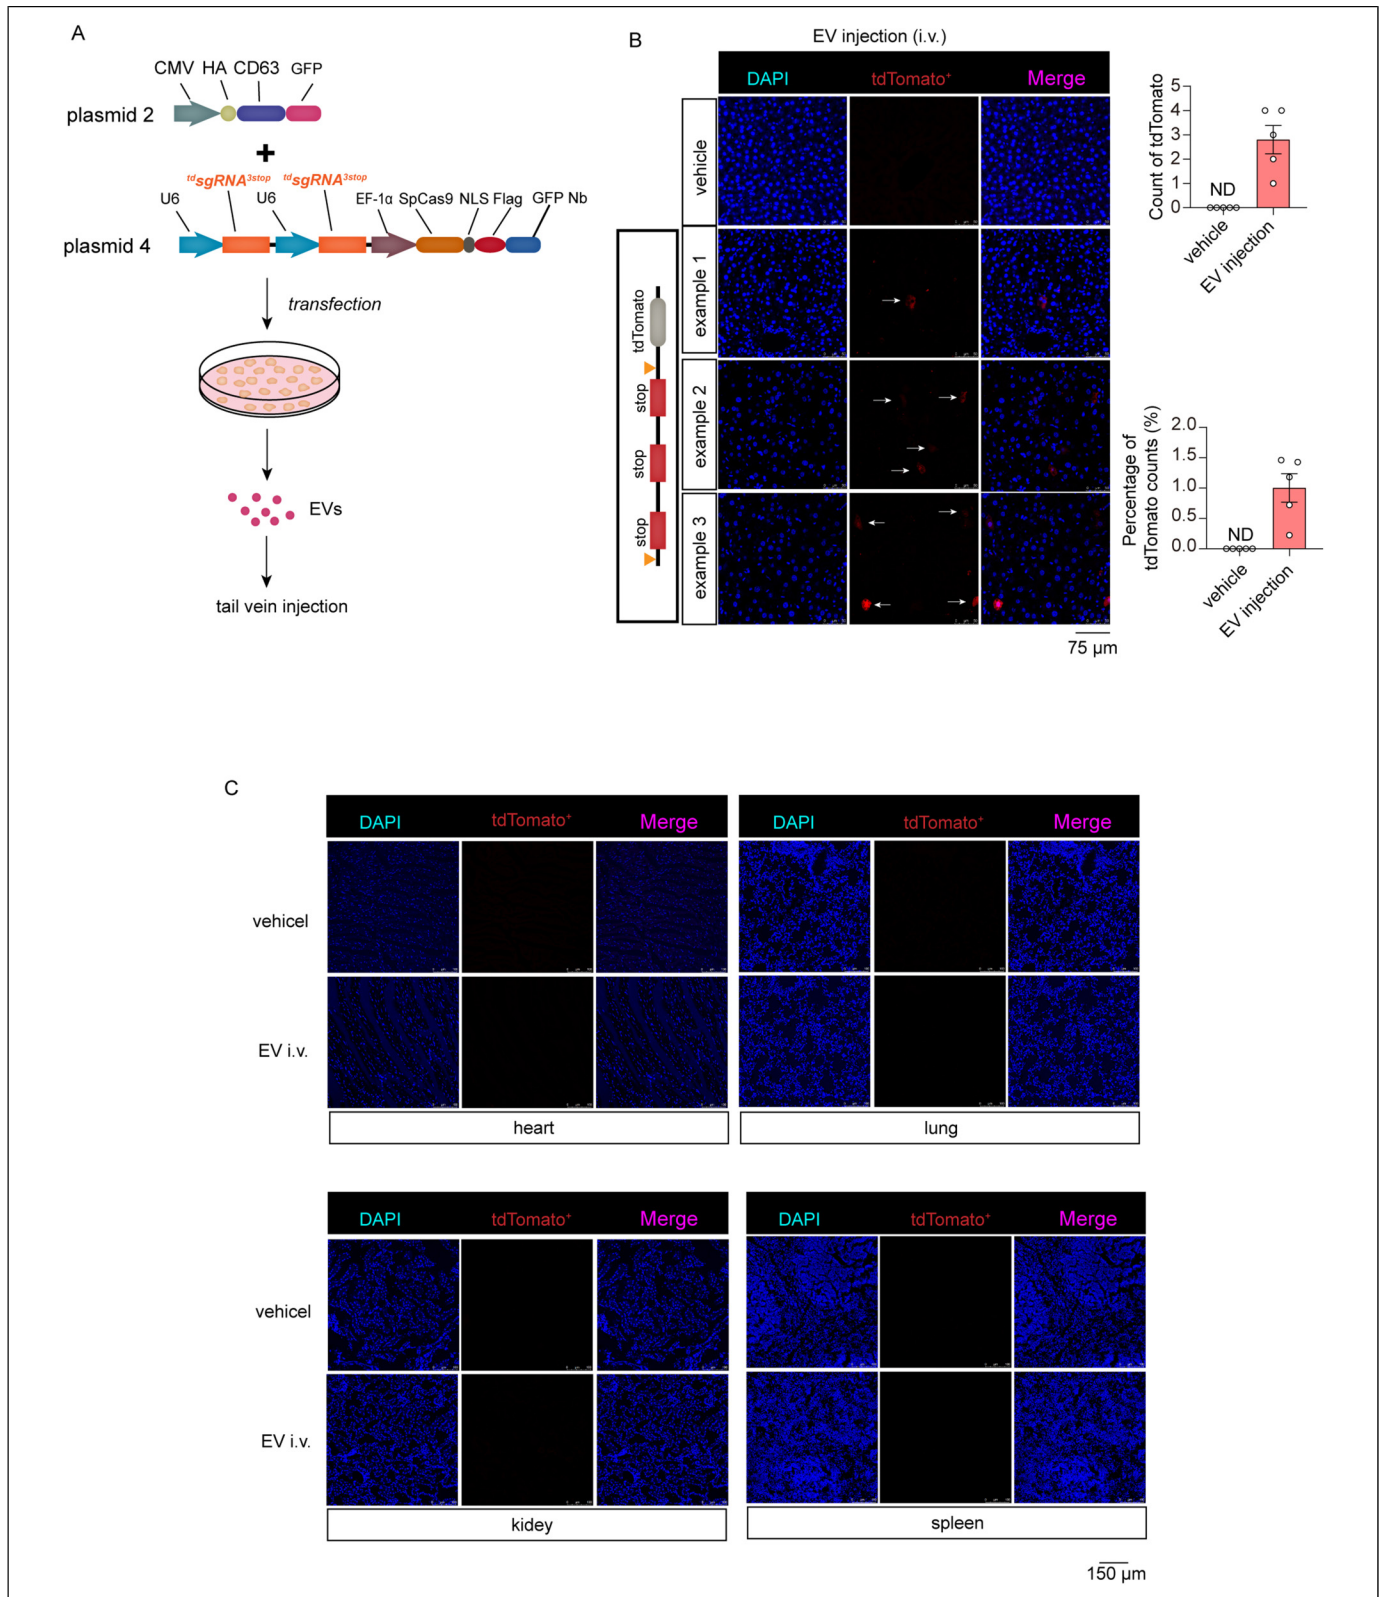 A
CMV HA CD63 GFP
plasmid 2
+
tdsgRNA3stop tdsgRNA3stop
U6 U6 EF-1α SpCas9 NLS Flag GFP Nb
plasmid 4
transfection
EVs
tail vein injection
B
EV injection (i.v.)
DAPI tdTomato+ Merge
vehicle
example 1
example 2
example 3
tdTomato
stop
stop
stop
75 µm
Count of tdTomato
5
4
3
2
1
0
ND
vehicle
EV injection
Percentage of
tdTomato counts (%)
2.0
1.5
1.0
0.5
0.0
ND
vehicle
EV injection
C
DAPI tdTomato+ Merge
DAPI tdTomato+ Merge
vehicel
EV i.v.
heart
lung
DAPI tdTomato+ Merge
DAPI tdTomato+ Merge
vehicel
EV i.v.
kidey
spleen
150 µm